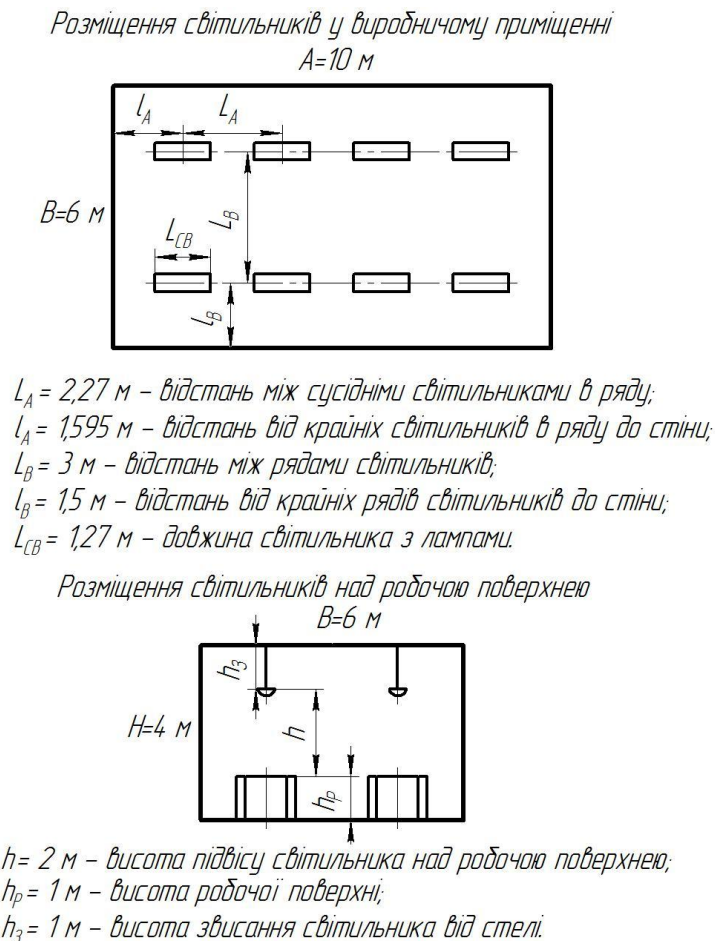 Розміщення світильників у виробничому приміщенні
A=10 м
l_A L_A
B=6 м
L_B
L_СВ
l_B
L_A = 2,27 м – відстань між сусідніми світильниками в ряду;
l_A = 1,595 м – відстань від крайніх світильників в ряду до стіни;
L_B = 3 м – відстань між рядами світильників;
l_B = 1,5 м – відстань від крайніх рядів світильників до стіни;
L_СВ = 1,27 м – довжина світильника з лампами.
Розміщення світильників над робочою поверхнею
B=6 м
h_З
H=4 м
h
h_р
h = 2 м – висота підвісу світильника над робочою поверхнею;
h_р = 1 м – висота робочої поверхні;
h_З = 1 м – висота звисання світильника від стелі.